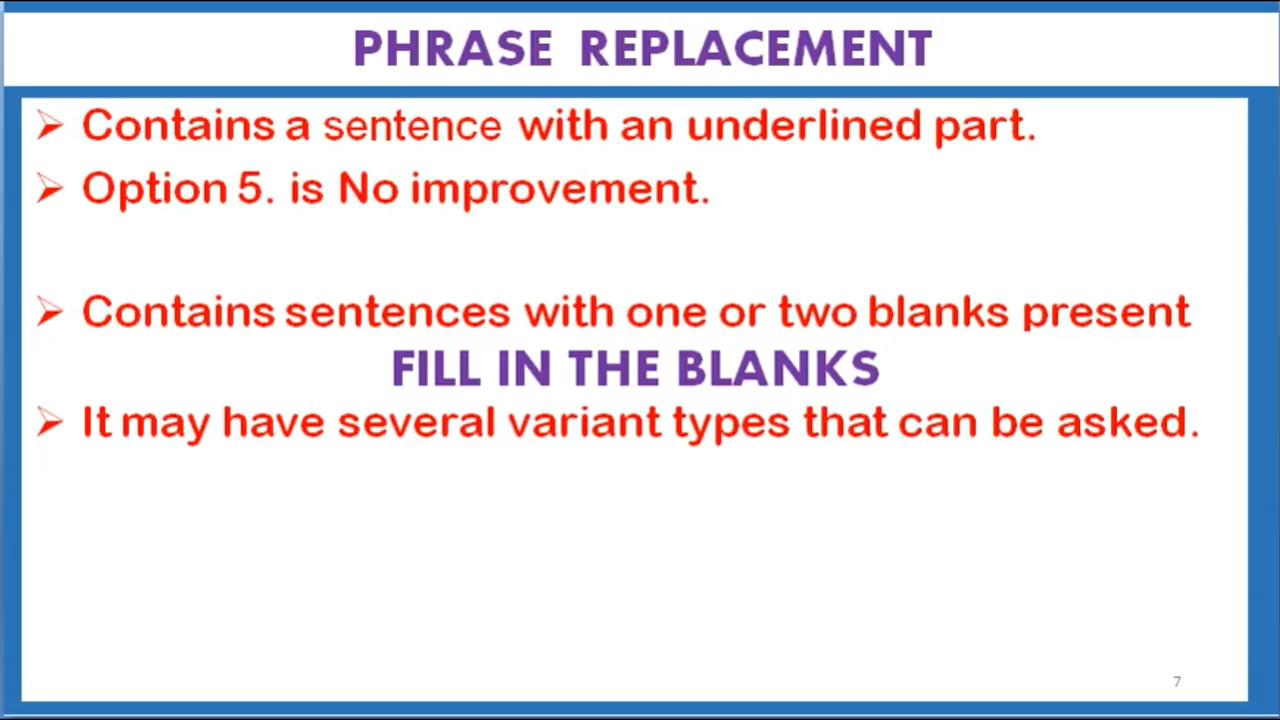 PHRASE REPLACEMENT
Contains a sentence with an underlined part.
Option 5. is No improvement.
Contains sentences with one or two blanks present
FILL IN THE BLANKS
It may have several variant types that can be asked.
7